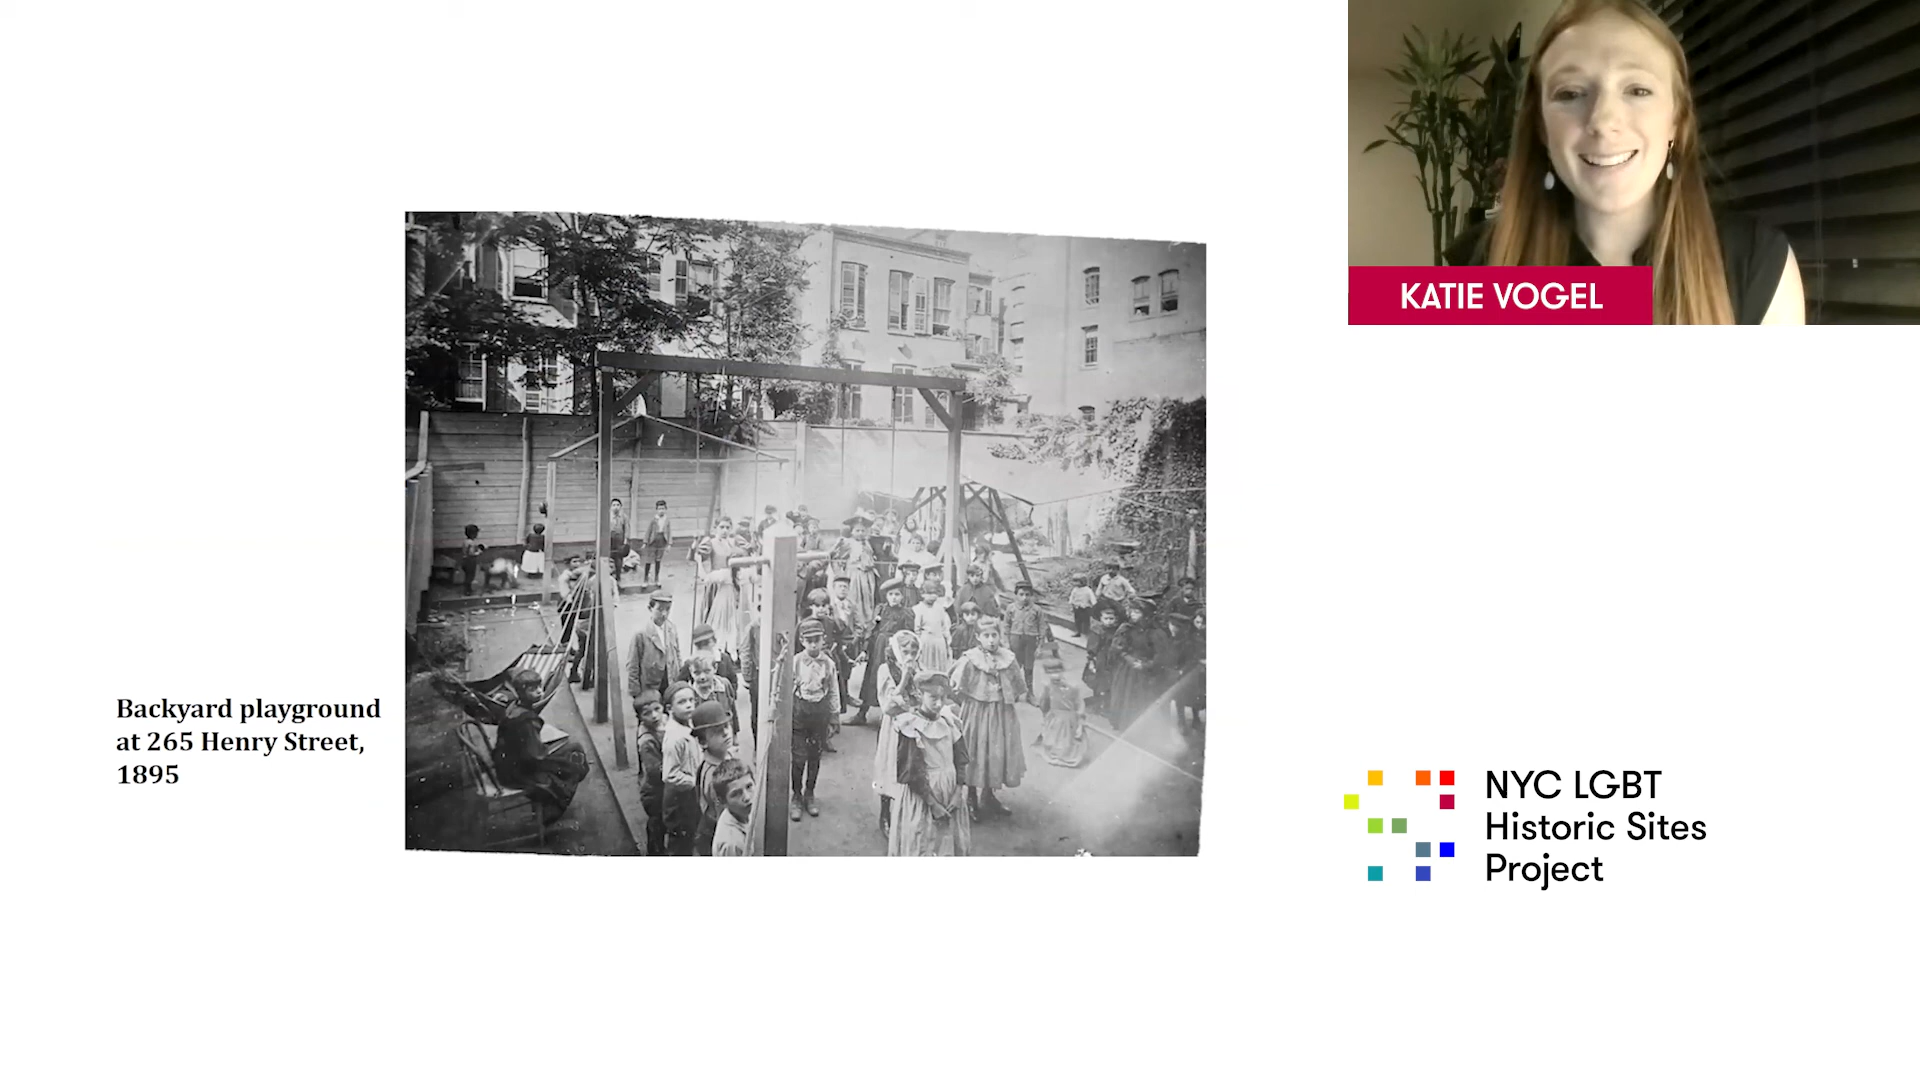 KATIE VOGEL
Backyard playground
at 265 Henry Street,
1895
NYC LGBT
Historic Sites
Project